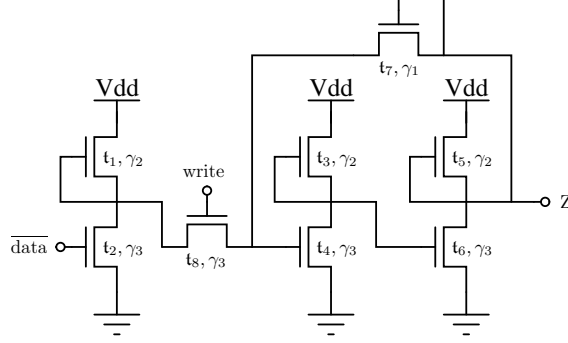 t₇, γ₁
Vdd Vdd Vdd
t₁, γ₂ t₃, γ₂ t₅, γ₂
write
Z
data t₂, γ₃ t₄, γ₃ t₆, γ₃
t₈, γ₃